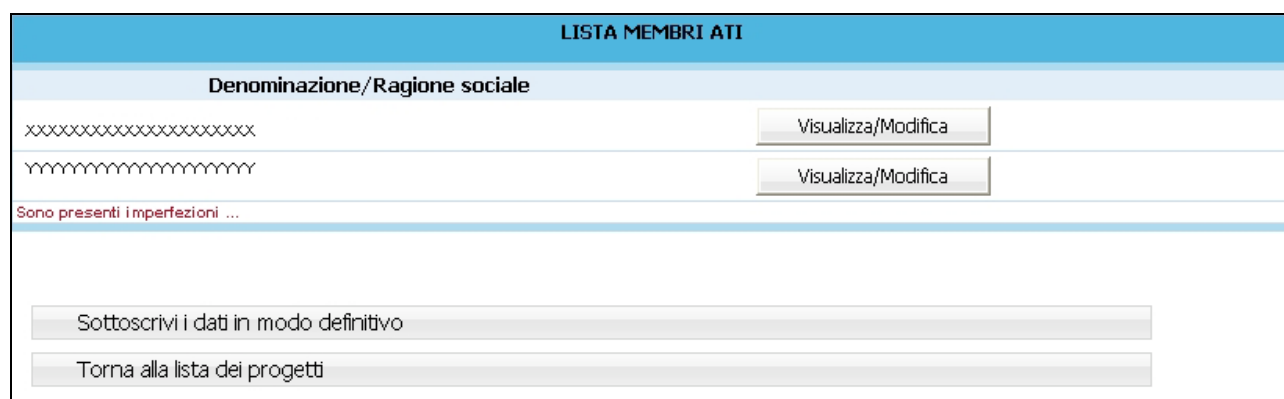 LISTA MEMBRI ATI
Denominazione/Ragione sociale
XXXXXXXXXXXXXXXXXXXXX Visualizza/Modifica
YYYYYYYYYYYYYYYYYYYY Visualizza/Modifica
Sono presenti imperfezioni ...
Sottoscrivi i dati in modo definitivo
Torna alla lista dei progetti